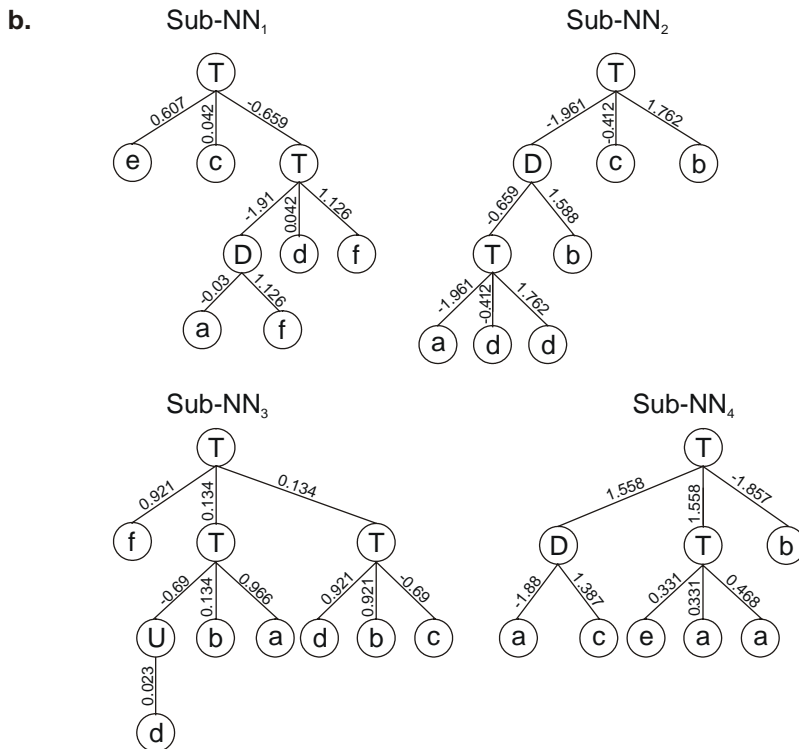 b.
Sub-NN₁ Sub-NN₂
T T
0.607 0.042 -0.659 -1.961 -0.412 1.762
e c T D c b
-1.91 0.042 1.126 -0.659 1.588
D d f T b
-0.03 1.126 -1.961 -0.412 1.762
a f a d d
Sub-NN₃ Sub-NN₄
T T
0.921 0.134 0.134 1.558 1.558 -1.857
f T T D T b
-0.69 0.134 0.966 0.921 0.921 -0.69 -1.88 1.387 0.331 0.331 0.468
U b a d b c a c e a a
0.023
d